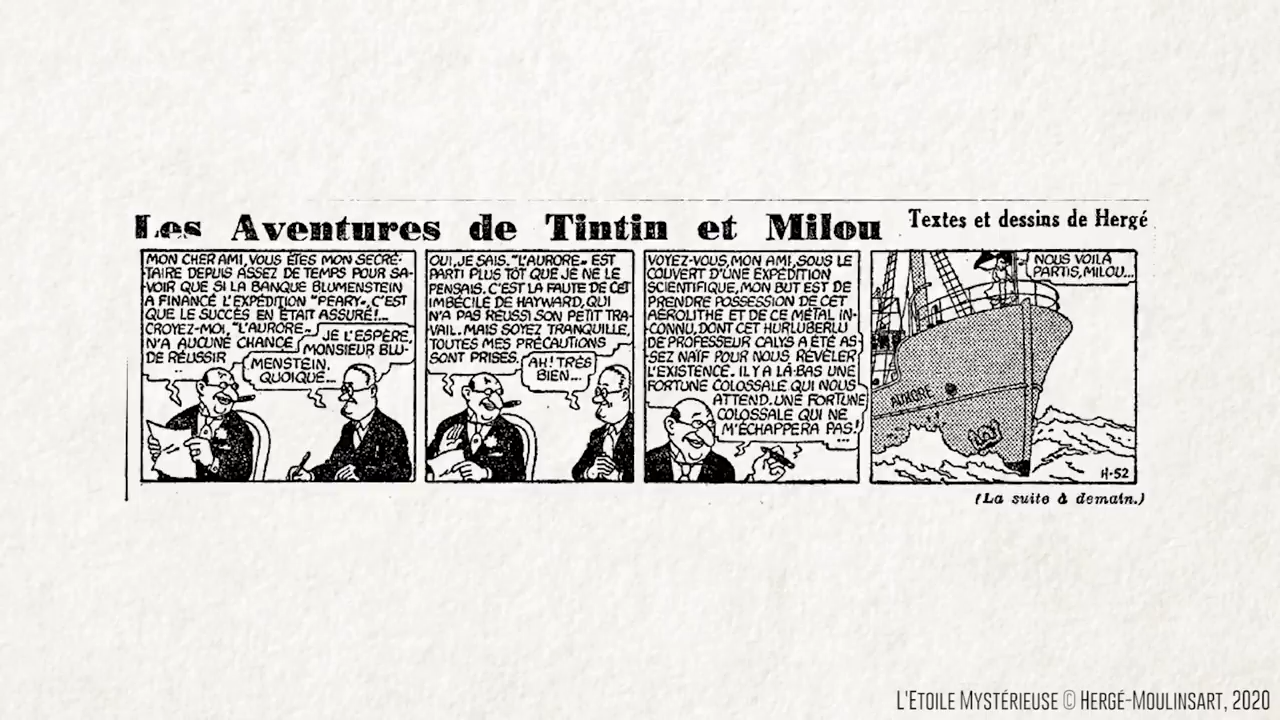 Les Aventures de Tintin et Milou
Textes et dessins de Hergé
MON CHER AMI, VOUS ÊTES MON SECRÉ-
TAIRE DEPUIS ASSEZ DE TEMPS POUR SA-
VOIR QUE SI LA BANQUE BLUMENSTEIN
A FINANCÉ L'EXPÉDITION "PEARY", C'EST
QUE LE SUCCÈS EN ÉTAIT ASSURÉ!...
CROYEZ-MOI, "L'AURORE"
N'A AUCUNE CHANCE
DE RÉUSSIR
JE L'ESPÈRE,
MONSIEUR BLU-
MENSTEIN.
QUOIQUE...
OUI, JE SAIS. "L'AURORE" EST
PARTI PLUS TÔT QUE JE NE LE
PENSAIS. C'EST LA FAUTE DE CET
IMBÉCILE DE HAYWARD, QUI
N'A PAS RÉUSSI SON PETIT TRA-
VAIL. MAIS SOYEZ TRANQUILLE,
TOUTES MES PRÉCAUTIONS
SONT PRISES.
AH! TRÈS
BIEN...
VOYEZ-VOUS, MON AMI, SOUS LE
COUVERT D'UNE EXPÉDITION
SCIENTIFIQUE, MON BUT EST DE
PRENDRE POSSESSION DE CET
AÉROLITHE ET DE CE MÉTAL IN-
CONNU, DONT CET HURLUBERLU
DE PROFESSEUR CALYS A ÉTÉ AS-
SEZ NAÏF POUR NOUS RÉVÉLER
L'EXISTENCE. IL Y A LÀ-BAS UNE
FORTUNE COLOSSALE QUI NOUS
ATTEND. UNE FORTUNE
COLOSSALE QUI NE
M'ÉCHAPPERA PAS!
...
NOUS VOILÀ
PARTIS, MILOU...
AURORE
H-52
(La suite à demain.)
L'Etoile Mystérieuse © Hergé-Moulinsart, 2020